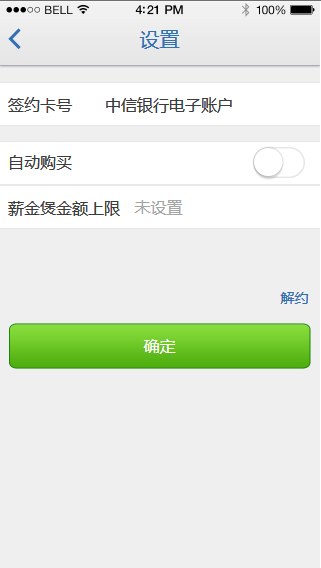 BELL 4:21 PM 100%
设置
签约卡号 中信银行电子账户
自动购买
薪金煲金额上限 未设置
解约
确定